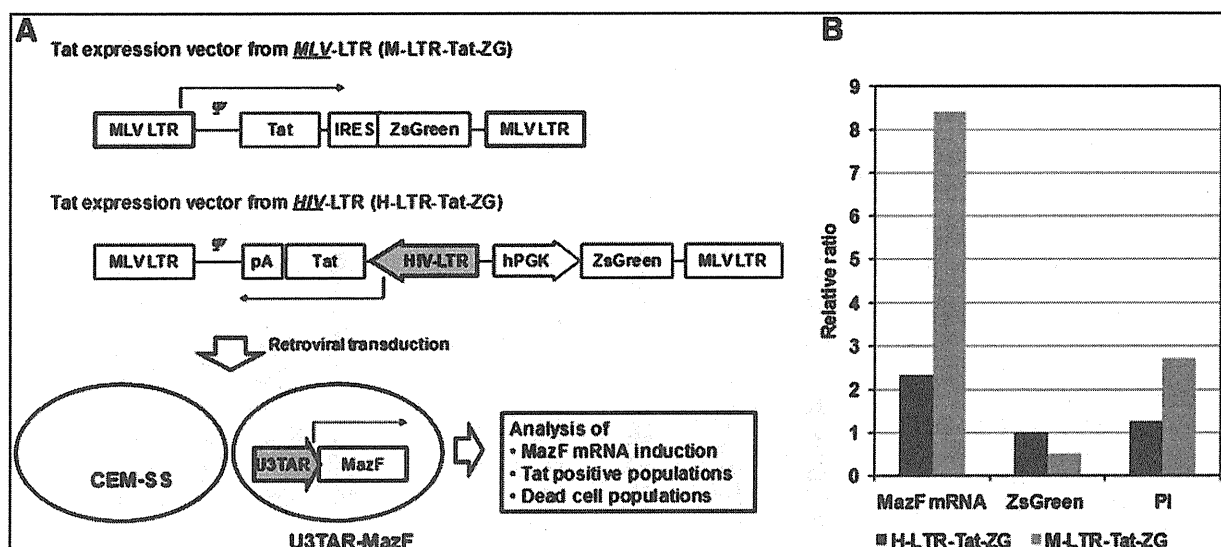 A
Tat expression vector from MLV-LTR (M-LTR-Tat-ZG)
MLV LTR
Ψ
Tat
IRES
ZsGreen
MLV LTR
Tat expression vector from HIV-LTR (H-LTR-Tat-ZG)
MLV LTR
Ψ
pA
Tat
HIV-LTR
hPGK
ZsGreen
MLV LTR
Retroviral transduction
CEM-SS
U3TAR
MazF
U3TAR-MazF
Analysis of
• MazF mRNA induction
• Tat positive populations
• Dead cell populations
B
Relative ratio
9
8
7
6
5
4
3
2
1
0
MazF mRNA
ZsGreen
PI
H-LTR-Tat-ZG
M-LTR-Tat-ZG